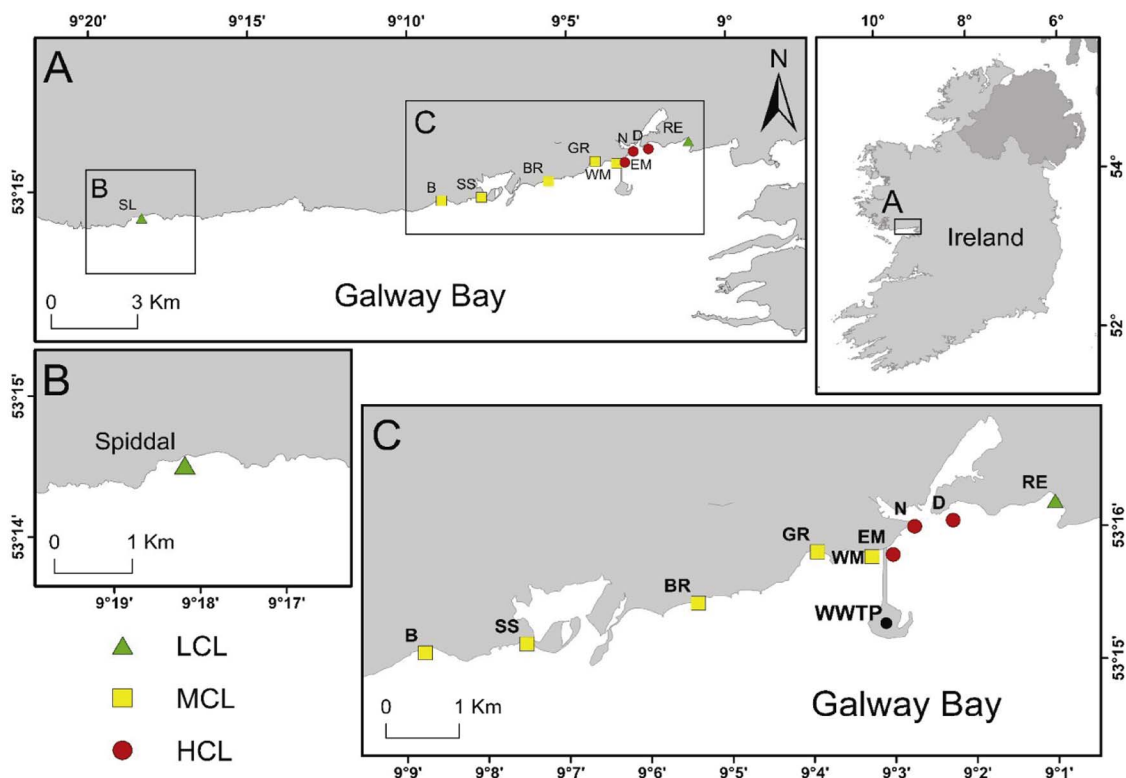 9°20' 9°15' 9°10' 9°5' 9° 10° 8° 6°
A
N
C
N D RE
GR
EM
WM
BR
B SS
53°15'
B
SL
0 3 Km
Galway Bay
54°
A
Ireland
52°
B
53°15'
Spiddal
53°14'
0 1 Km
9°19' 9°18' 9°17'
LCL
MCL
HCL
C
RE
N D
53°16'
GR EM
WM
BR
WWTP
B SS
53°15'
0 1 Km
Galway Bay
9°9' 9°8' 9°7' 9°6' 9°5' 9°4' 9°3' 9°2' 9°1'